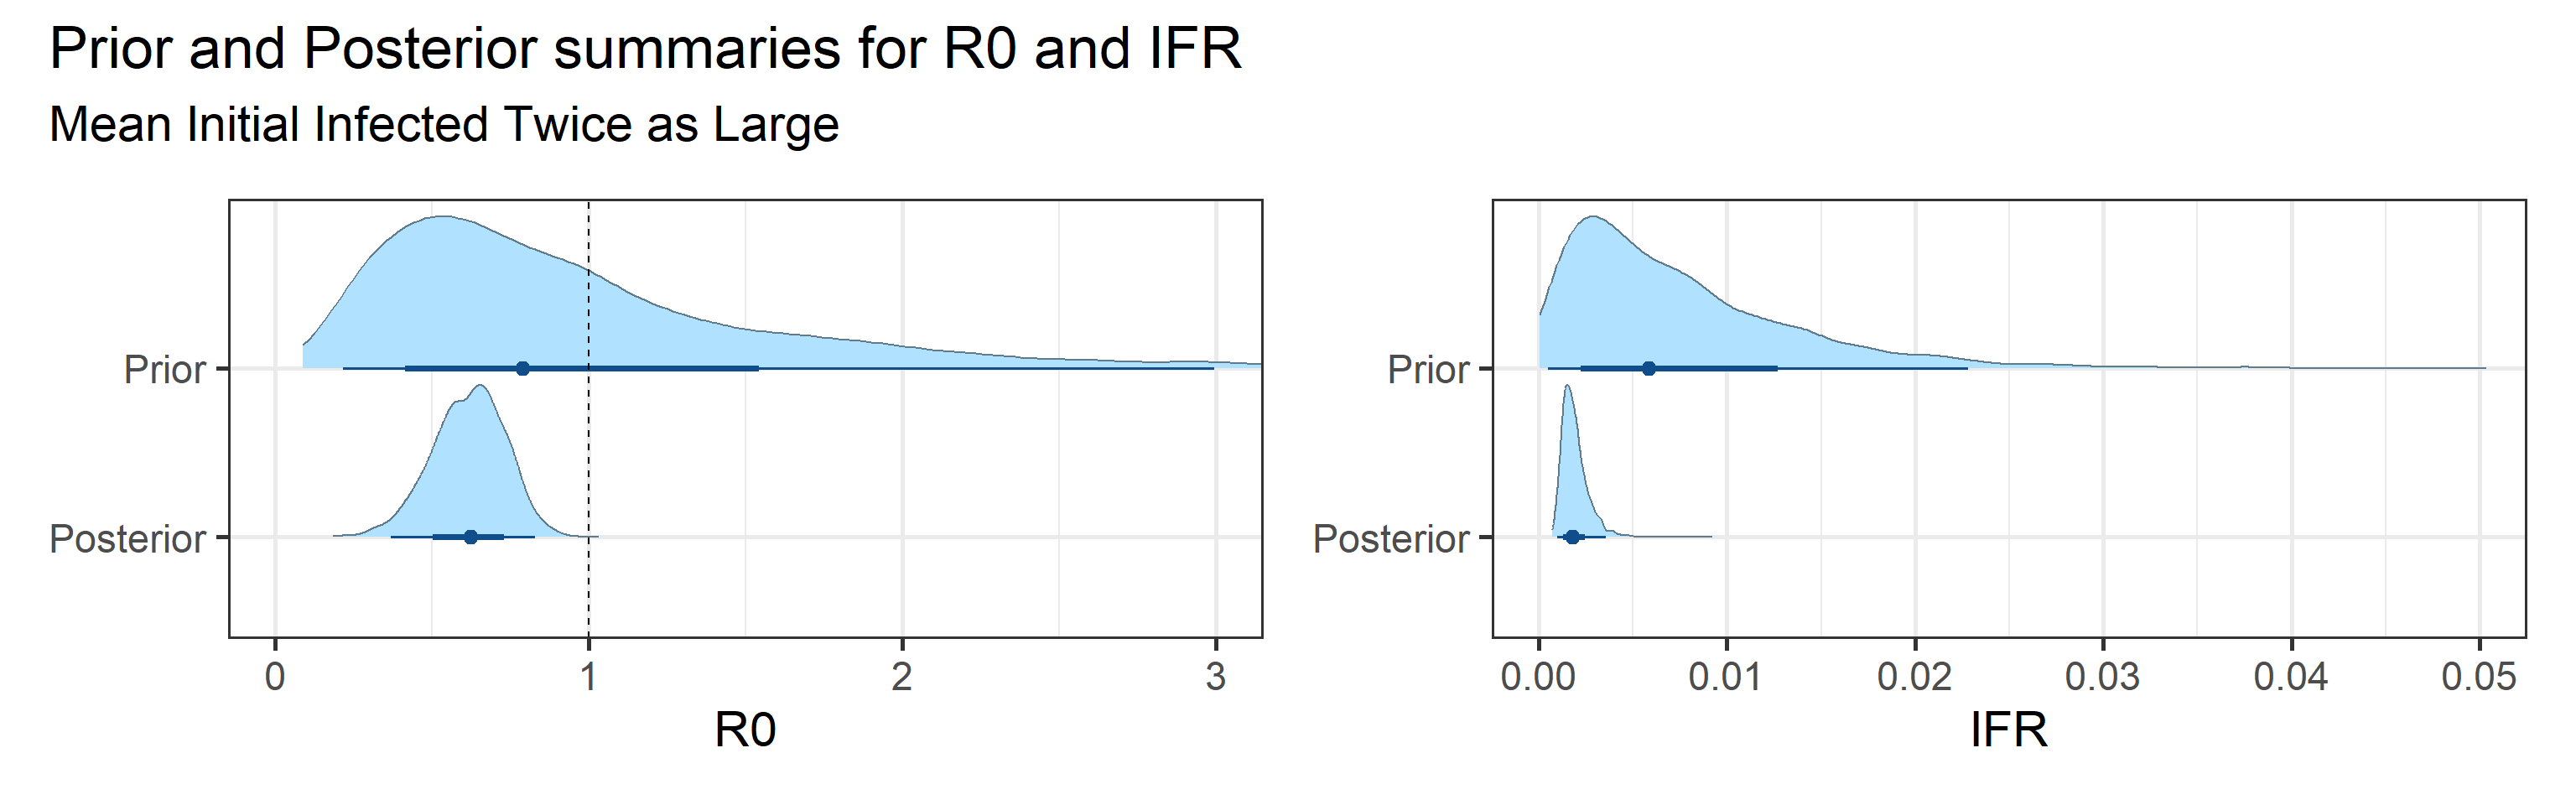 Prior and Posterior summaries for R0 and IFR
Mean Initial Infected Twice as Large
Prior
Posterior
0 1 2 3
R0
Prior
Posterior
0.00 0.01 0.02 0.03 0.04 0.05
IFR